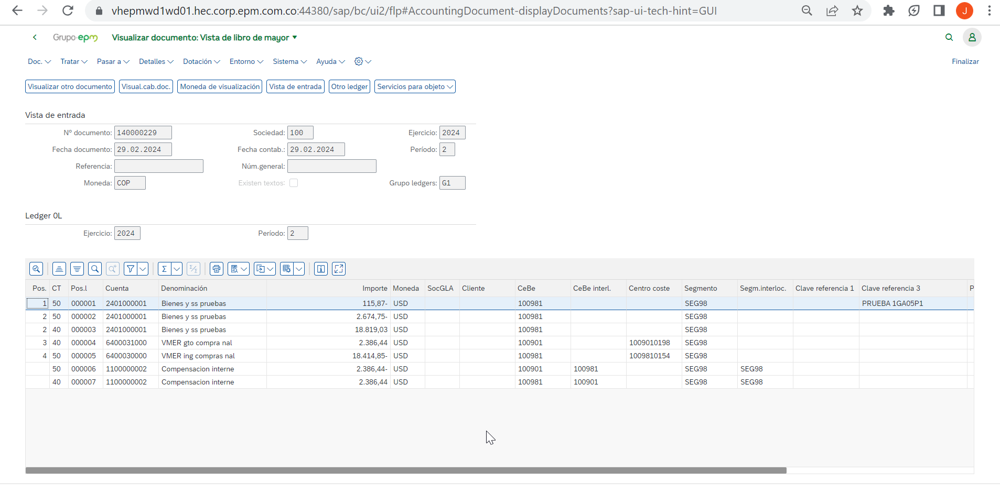 vhepmwd1wd01.hec.corp.epm.com.co:44380/sap/bc/ui2/flp#AccountingDocument-displayDocuments?sap-ui-tech-hint=GUI
J
Grupo·epm Visualizar documento: Vista de libro de mayor
Doc. Tratar Pasar a Detalles Dotación Entorno Sistema Ayuda Finalizar
Visualizar otro documento Visual.cab.doc. Moneda de visualización Vista de entrada Otro ledger Servicios para objeto
Vista de entrada
Nº documento: 140000229 Sociedad: 100 Ejercicio: 2024
Fecha documento: 29.02.2024 Fecha contab.: 29.02.2024 Período: 2
Referencia: Núm.general:
Moneda: COP Existen textos: Grupo ledgers: G1
Ledger 0L
Ejercicio: 2024 Período: 2
Pos. CT Pos.l Cuenta Denominación Importe Moneda SocGLA Cliente CeBe CeBe interl. Centro coste Segmento Segm.interloc. Clave referencia 1 Clave referencia 3 P
1 50 000001 2401000001 Bienes y ss pruebas 115,87- USD 100981 SEG98 PRUEBA 1GA05P1
2 50 000002 2401000001 Bienes y ss pruebas 2.674,75- USD 100981 SEG98
2 40 000003 2401000001 Bienes y ss pruebas 18.819,03 USD 100981 SEG98
3 40 000004 6400031000 VMER gto compra nal 2.386,44 USD 100901 1009010198 SEG98
4 50 000005 6400030000 VMER ing compras nal 18.414,85- USD 100981 1009810154 SEG98
50 000006 1100000002 Compensacion interne 2.386,44- USD 100901 100981 SEG98 SEG98
40 000007 1100000002 Compensacion interne 2.386,44 USD 100981 100901 SEG98 SEG98